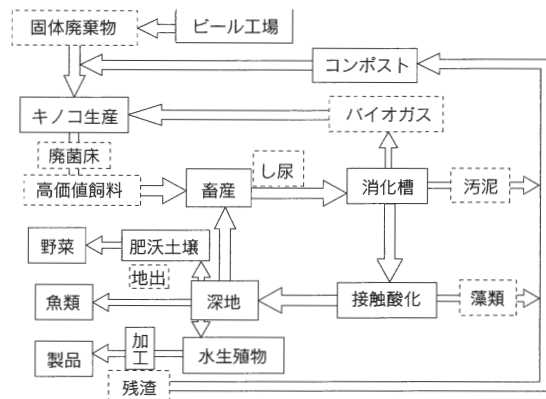 固体廃棄物
ビール工場
コンポスト
キノコ生産
バイオガス
廃菌床
高価値飼料
畜産
し尿
消化槽
汚泥
野菜
肥沃土壌
地出
魚類
深地
接触酸化
藻類
製品
加工
水生殖物
残渣